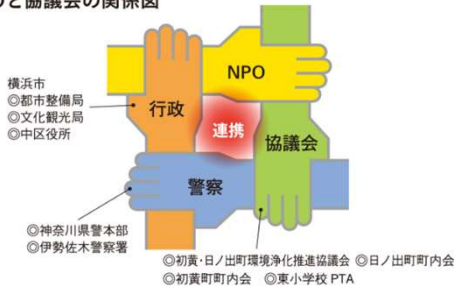 のと協議会の関係図
NPO
横浜市
◎都市整備局
◎文化観光局
◎中区役所
行政
連携
協議会
警察
◎神奈川県警本部
◎伊勢佐木警察署
◎初黄・日ノ出町環境浄化推進協議会 ◎日ノ出町町内会
◎初黄町町内会 ◎東小学校 PTA